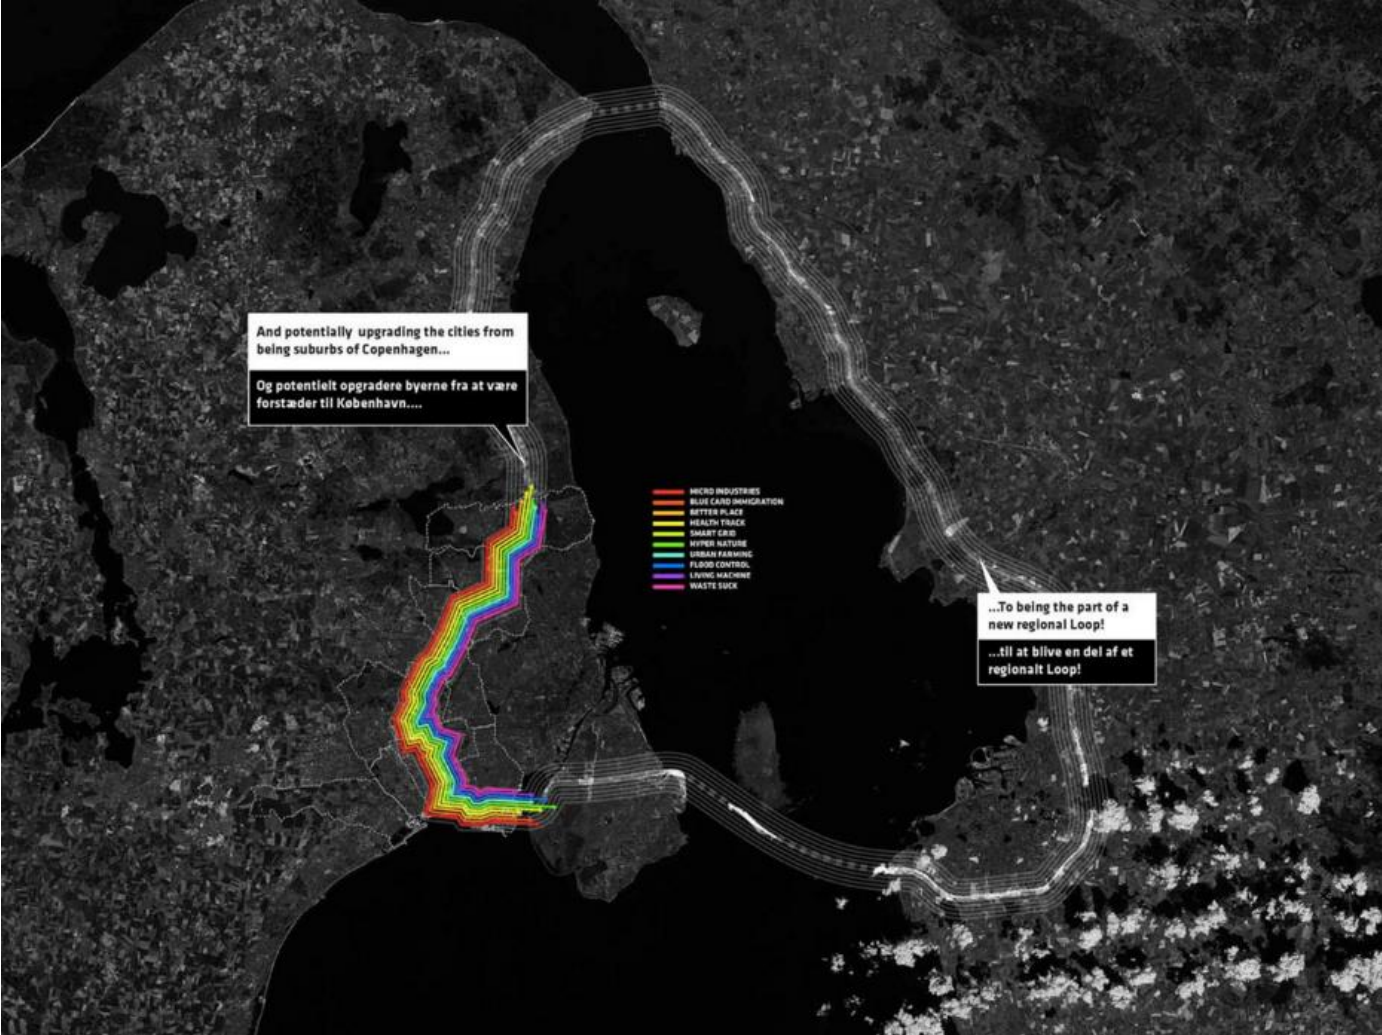 And potentially upgrading the cities from
being suburbs of Copenhagen...
Og potentielt opgradere byerne fra at være
forstæder til København....
MICRO INDUSTRIES
BLUE CARD IMMIGRATION
BETTER PLACE
HEALTH TRACK
SMART GRID
HYPER NATURE
URBAN FARMING
FLOOD CONTROL
LIVING MACHINE
WASTE SUCK
...To being the part of a
new regional Loop!
...til at blive en del af et
regionalt Loop!